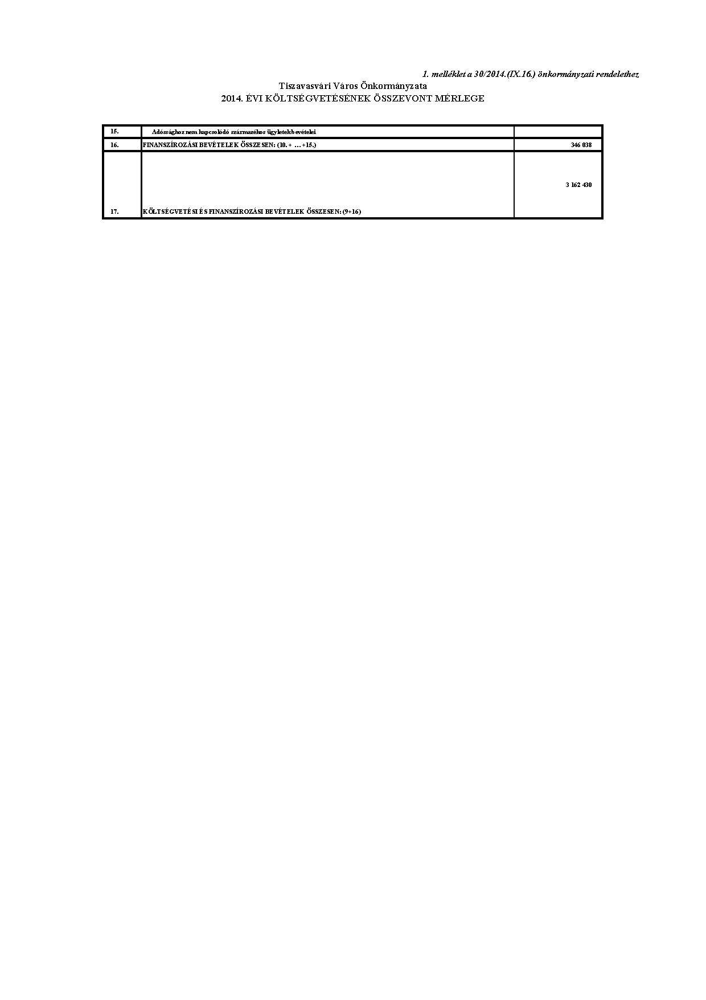 1. melléklet a 30/2014.(IX.16.) önkormányzati rendelethez
Tiszavasvári Város Önkormányzata
2014. ÉVI KÖLTSÉGVETÉSÉNEK ÖSSZEVONT MÉRLEGE
15. Adóssághoz nem kapcsolódó származékos ügyletek bevételei
16. FINANSZÍROZÁSI BEVÉTELEK ÖSSZESEN: (10. + … +15.) 346 038
3 162 430
17. KÖLTSÉGVETÉSI ÉS FINANSZÍROZÁSI BEVÉTELEK ÖSSZESEN: (9+16)